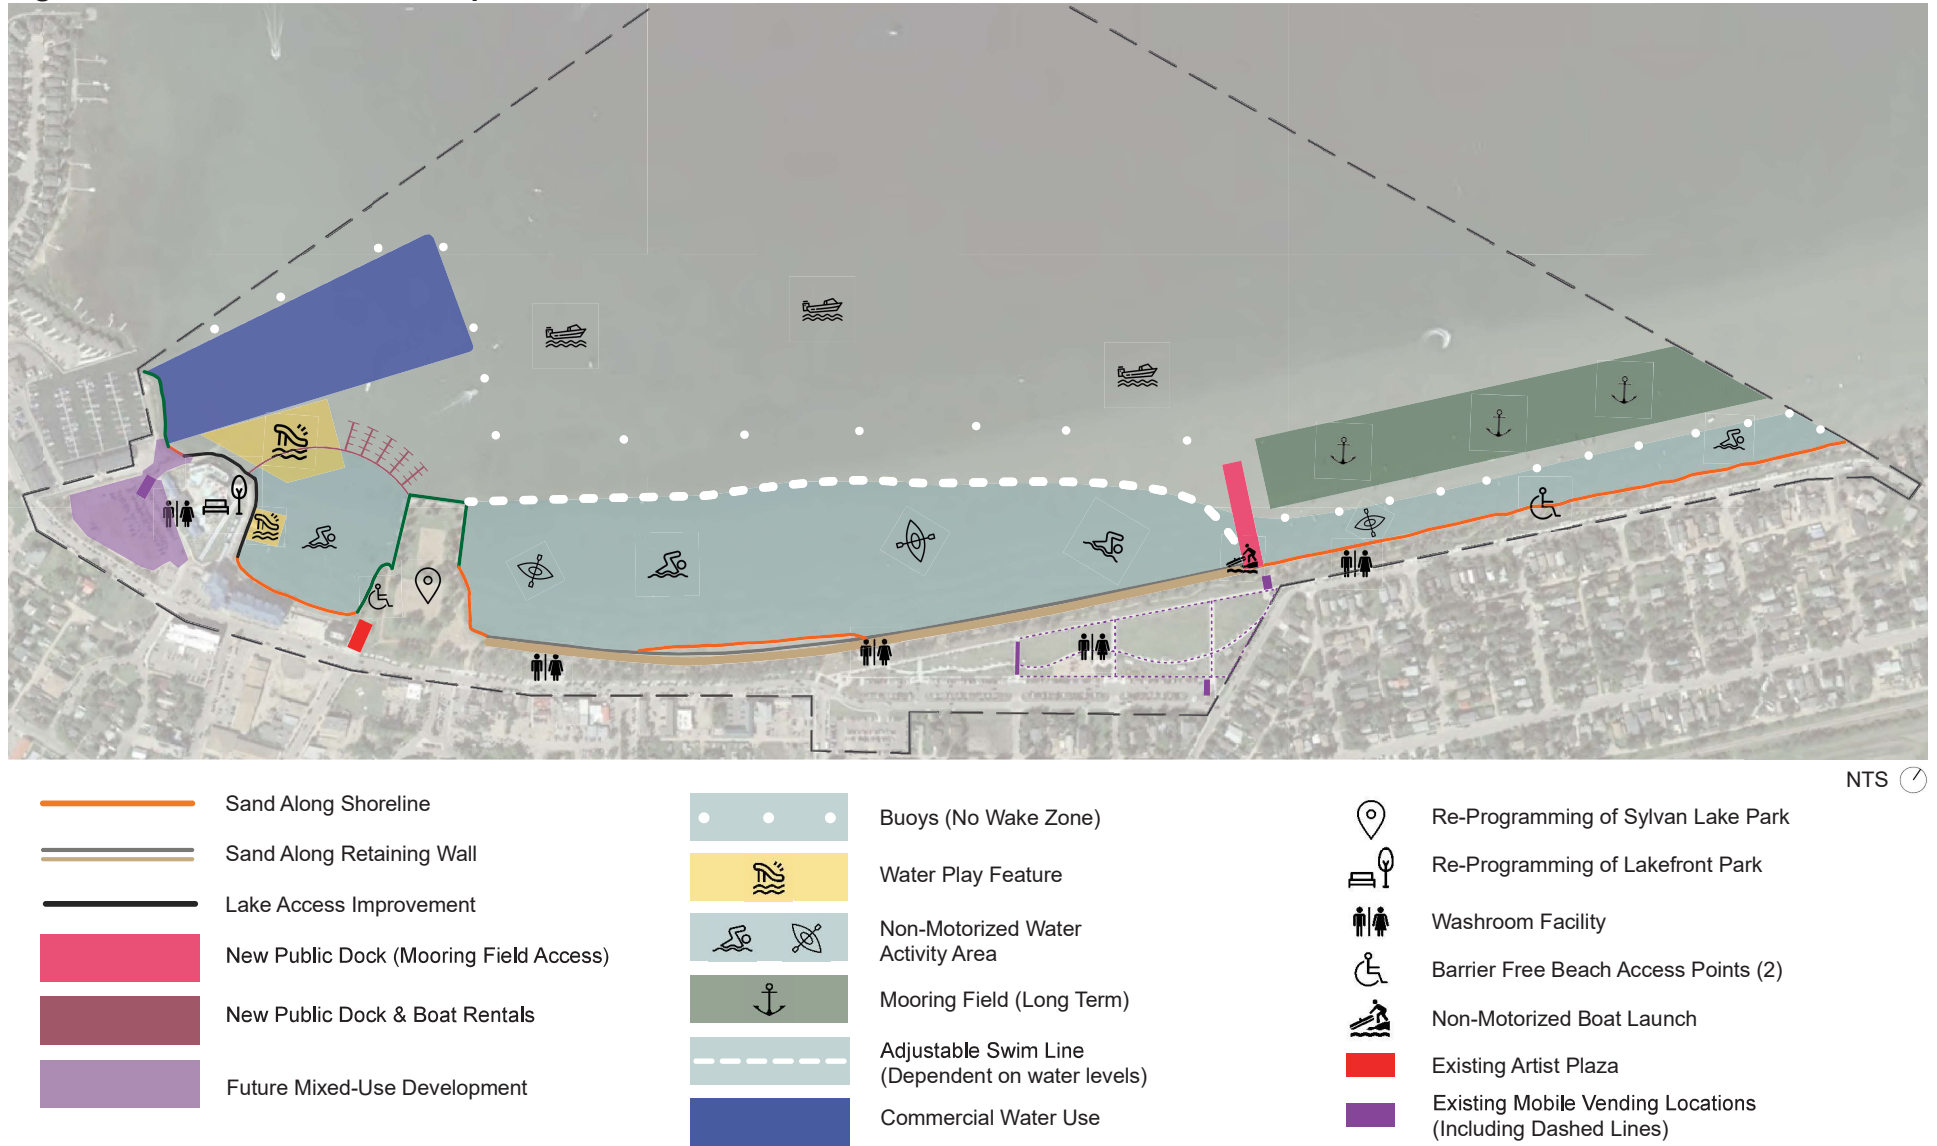 NTS
Sand Along Shoreline
Sand Along Retaining Wall
Lake Access Improvement
New Public Dock (Mooring Field Access)
New Public Dock & Boat Rentals
Future Mixed-Use Development
Buoys (No Wake Zone)
Water Play Feature
Non-Motorized Water
Activity Area
Mooring Field (Long Term)
Adjustable Swim Line
(Dependent on water levels)
Commercial Water Use
Re-Programming of Sylvan Lake Park
Re-Programming of Lakefront Park
Washroom Facility
Barrier Free Beach Access Points (2)
Non-Motorized Boat Launch
Existing Artist Plaza
Existing Mobile Vending Locations
(Including Dashed Lines)